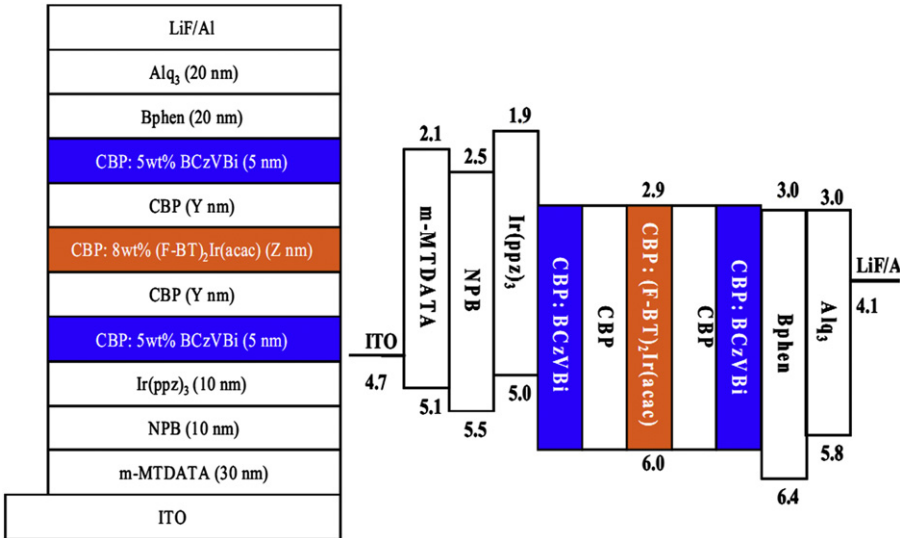 LiF/Al
Alq3 (20 nm)
Bphen (20 nm)
CBP: 5wt% BCzVBi (5 nm)
CBP (Y nm)
CBP: 8wt% (F-BT)2Ir(acac) (Z nm)
CBP (Y nm)
CBP: 5wt% BCzVBi (5 nm)
Ir(ppz)3 (10 nm)
NPB (10 nm)
m-MTDATA (30 nm)
ITO
ITO
4.7
2.1
m-MTDATA
5.1
2.5
NPB
5.5
1.9
Ir(ppz)3
5.0
CBP: BCzVBi
CBP
2.9
CBP: (F-BT)2Ir(acac)
6.0
CBP
CBP: BCzVBi
3.0
Bphen
6.4
3.0
Alq3
5.8
LiF/A
4.1